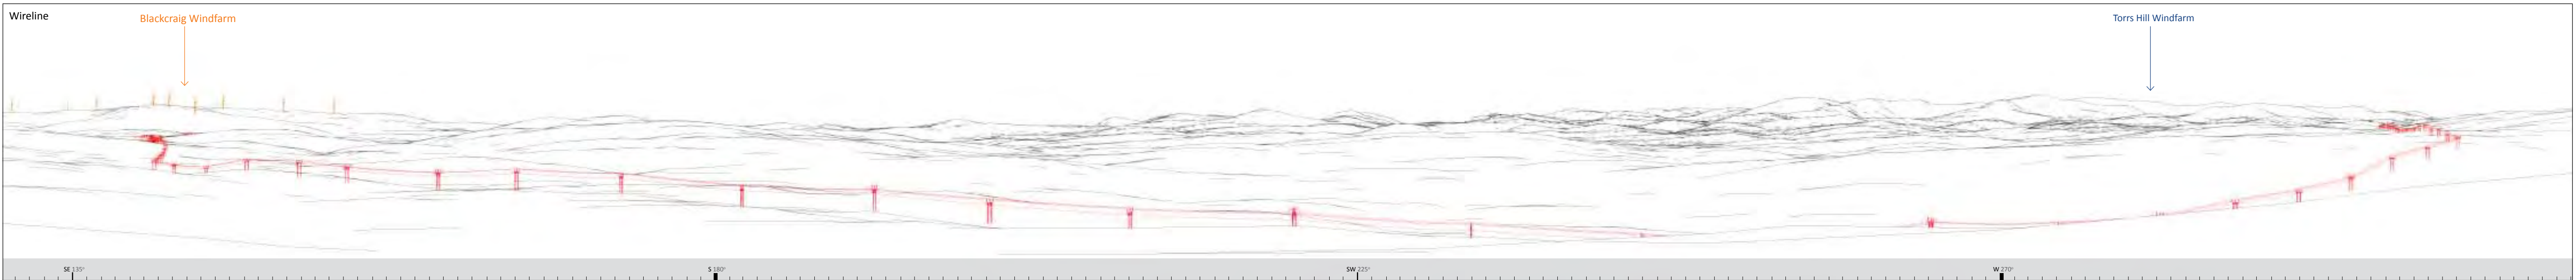 Wireline
Blackcraig Windfarm
Torrs Hill Windfarm
SE 135°
S 180°
SW 225°
W 270°